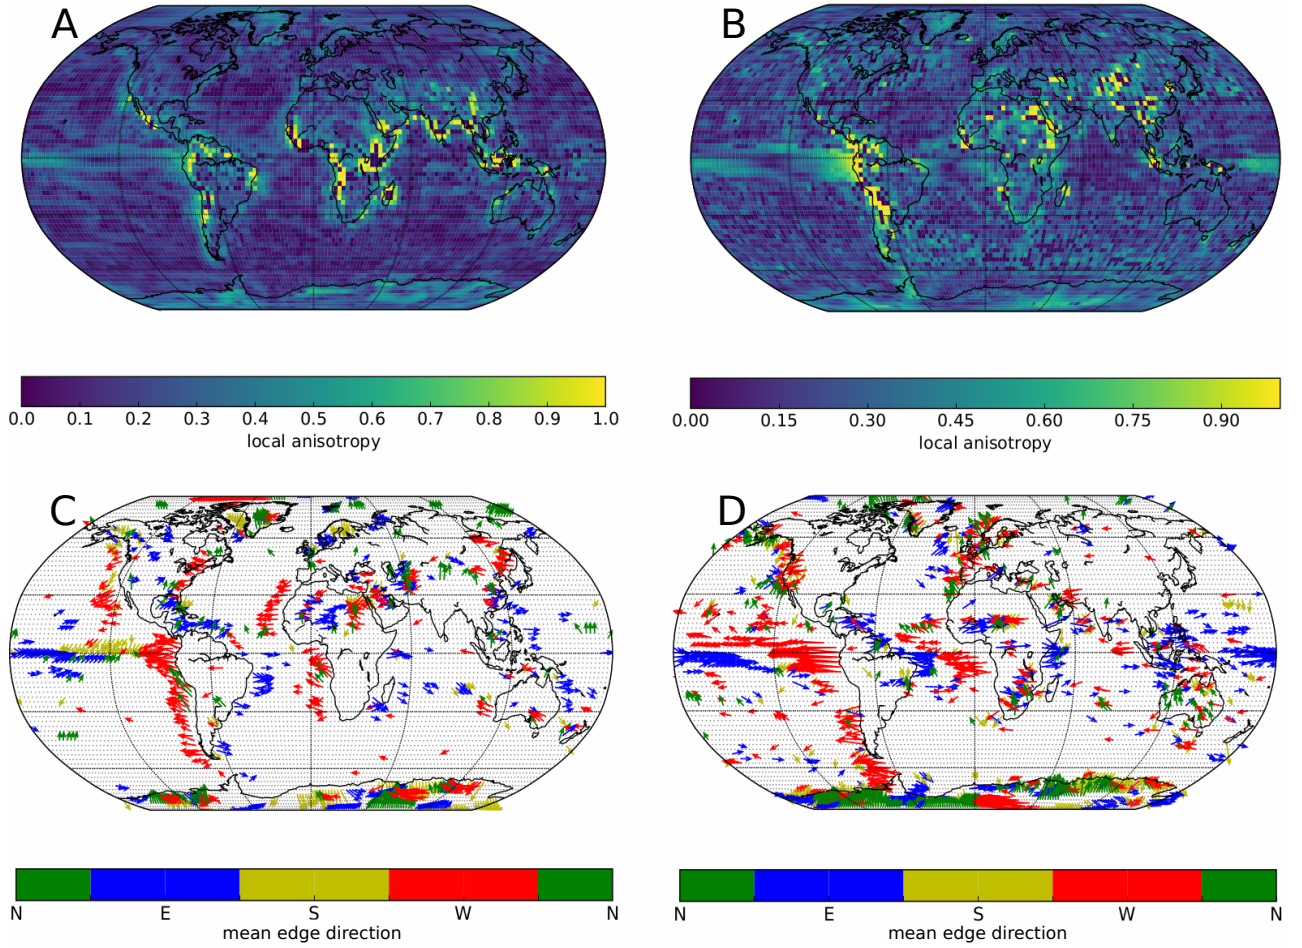 A
B
0.0 0.1 0.2 0.3 0.4 0.5 0.6 0.7 0.8 0.9 1.0
local anisotropy
0.00 0.15 0.30 0.45 0.60 0.75 0.90
local anisotropy
C
D
N E S W N
mean edge direction
N E S W N
mean edge direction